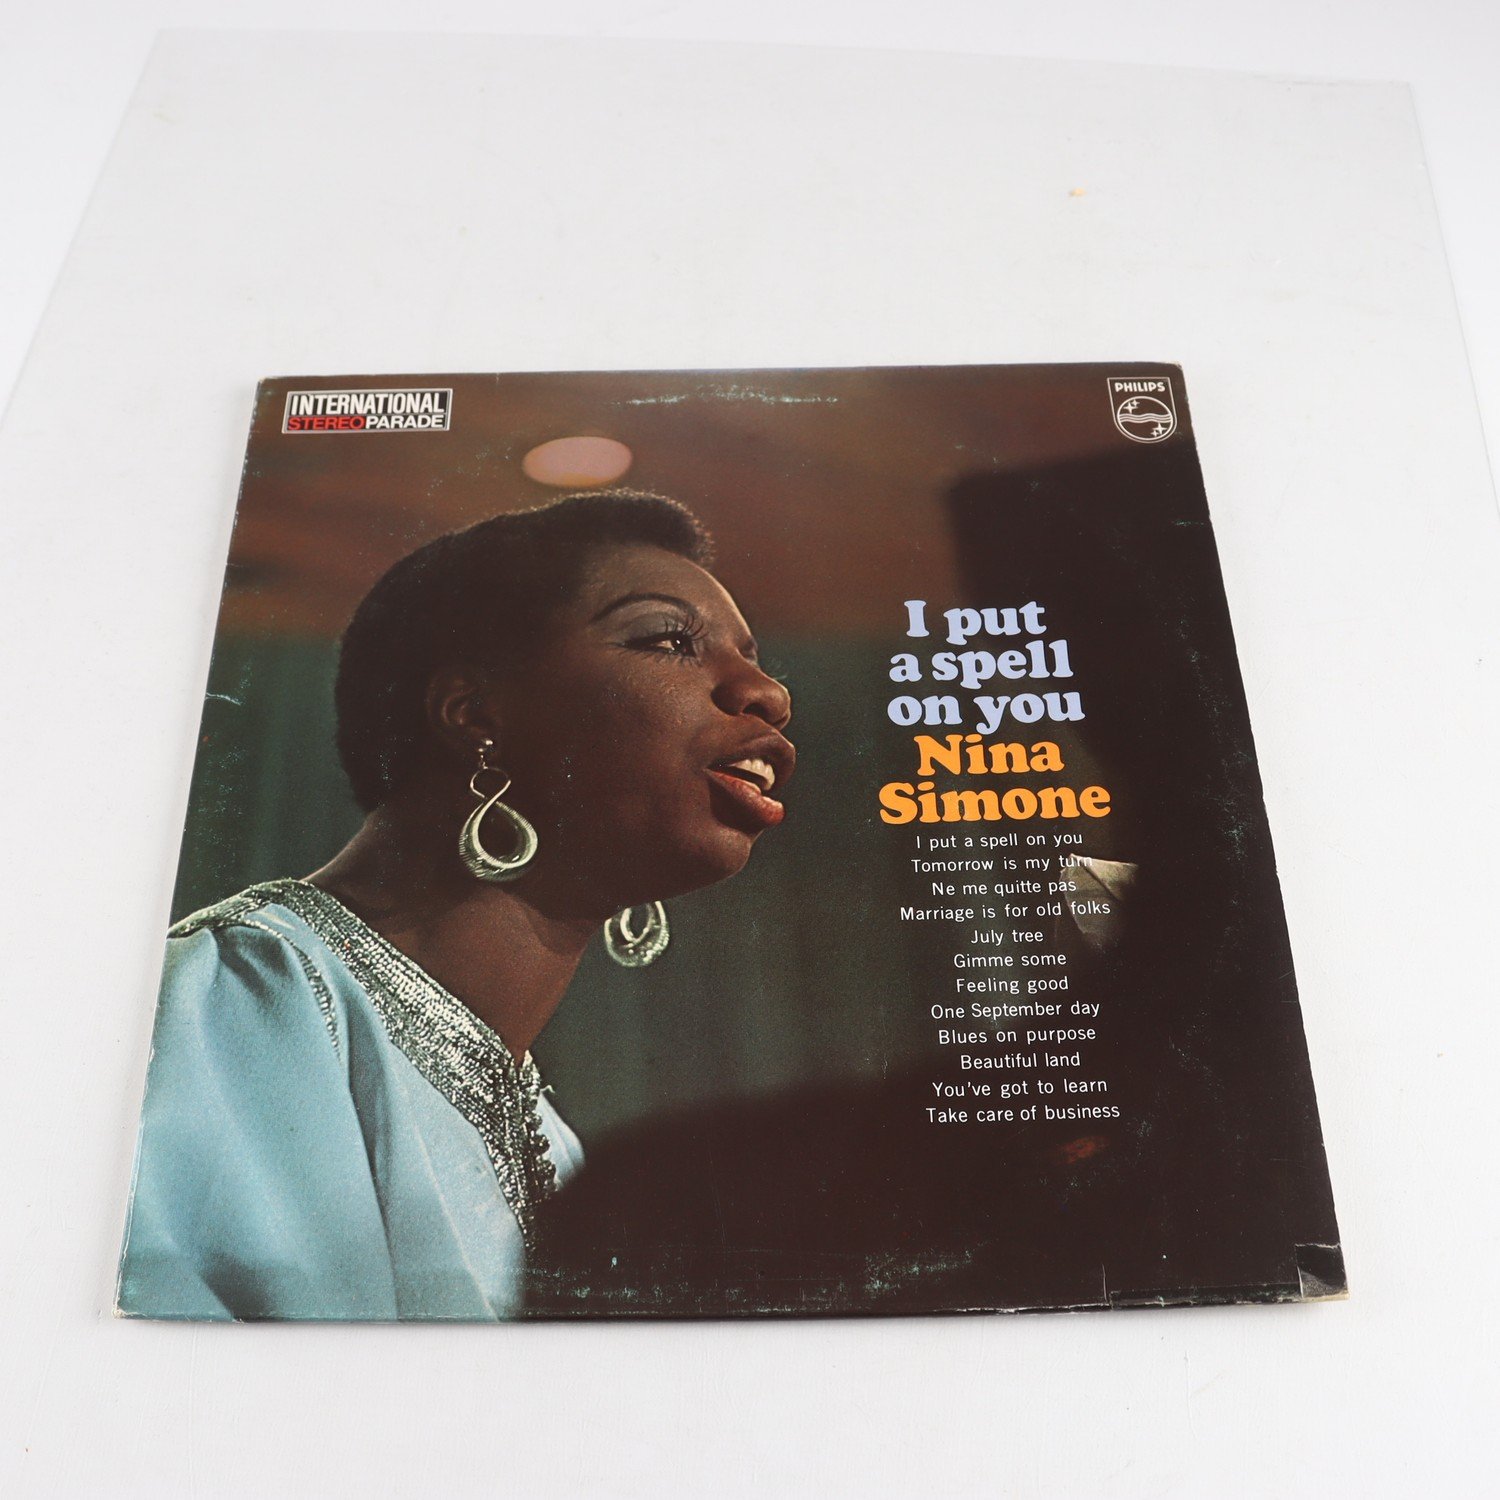 INTERNATIONAL
STEREOPARADE
PHILIPS
I put
a spell
on you
Nina
Simone
I put a spell on you
Tomorrow is my turn
Ne me quitte pas
Marriage is for old folks
July tree
Gimme some
Feeling good
One September day
Blues on purpose
Beautiful land
You've got to learn
Take care of business